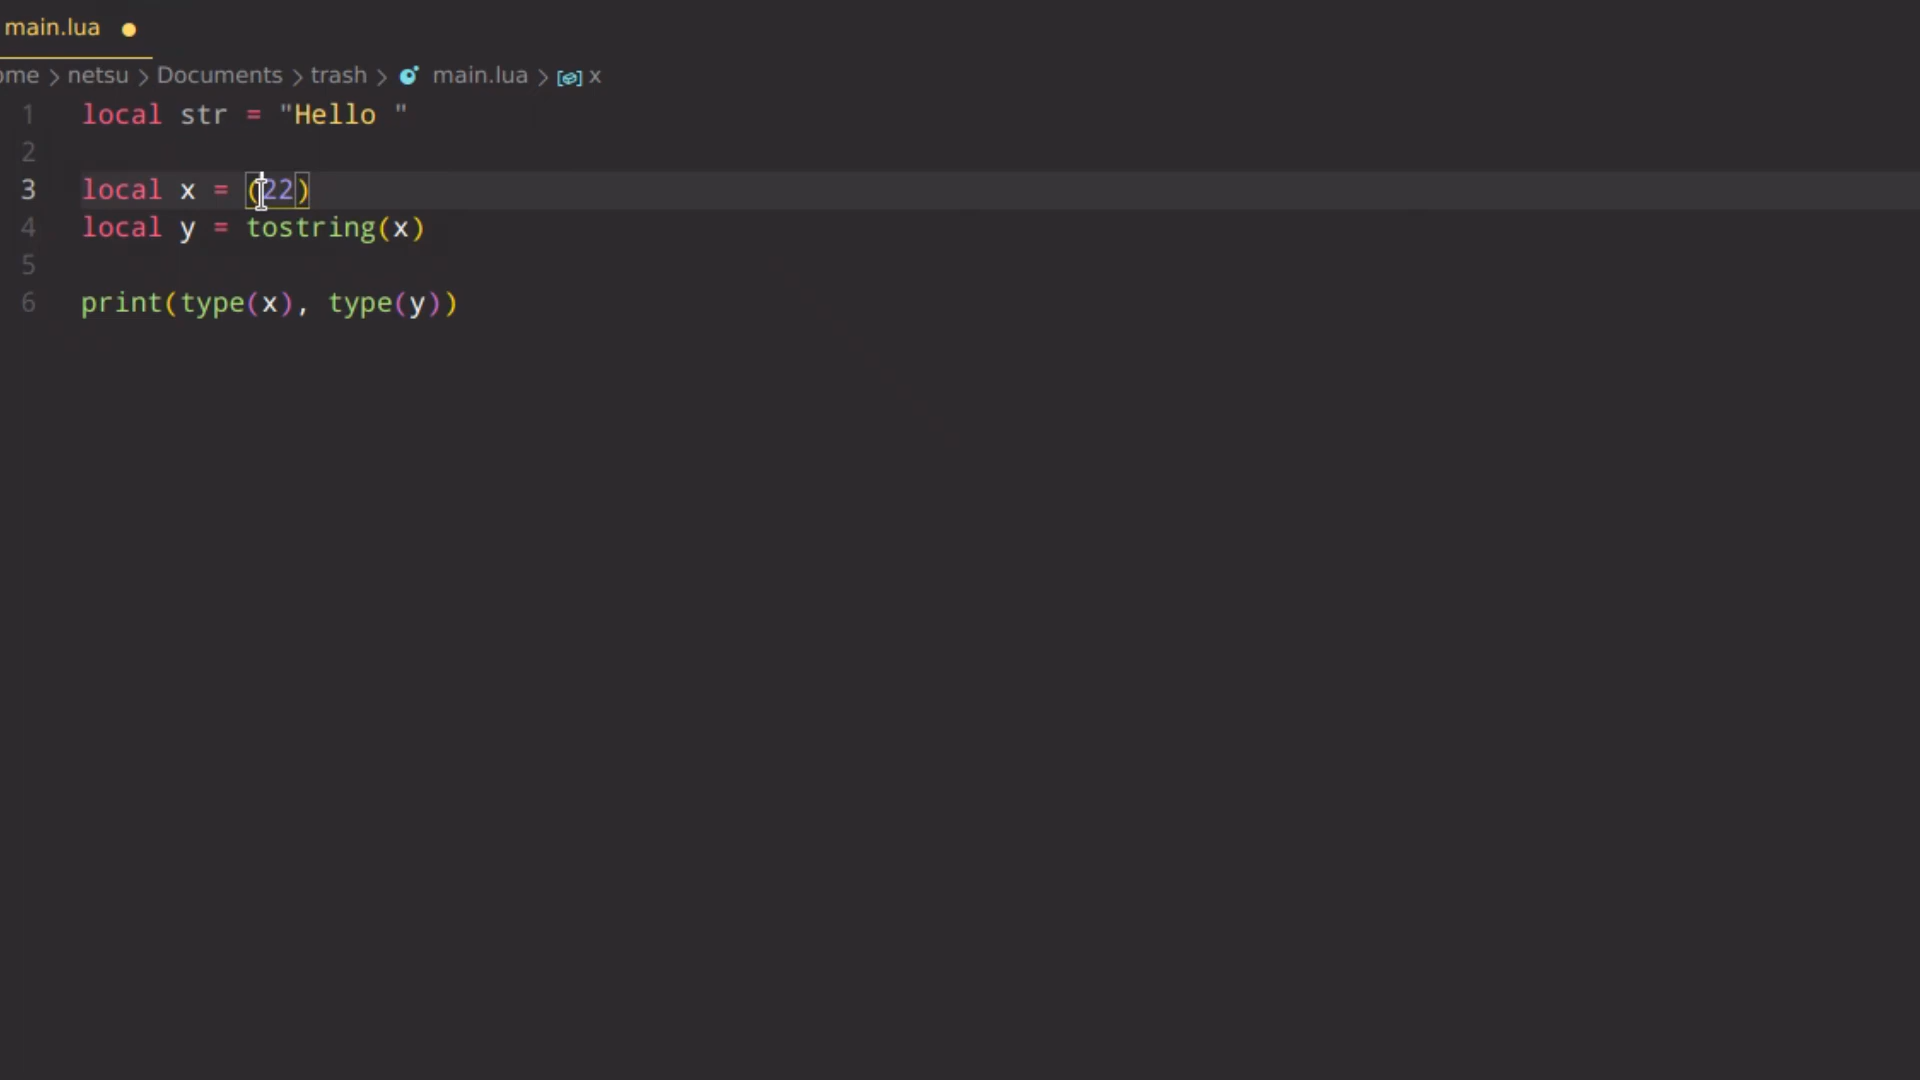 main.lua
ome > netsu > Documents > trash > main.lua > x
1 local str = "Hello "
2
3 local x = (22)
4 local y = tostring(x)
5
6 print(type(x), type(y))